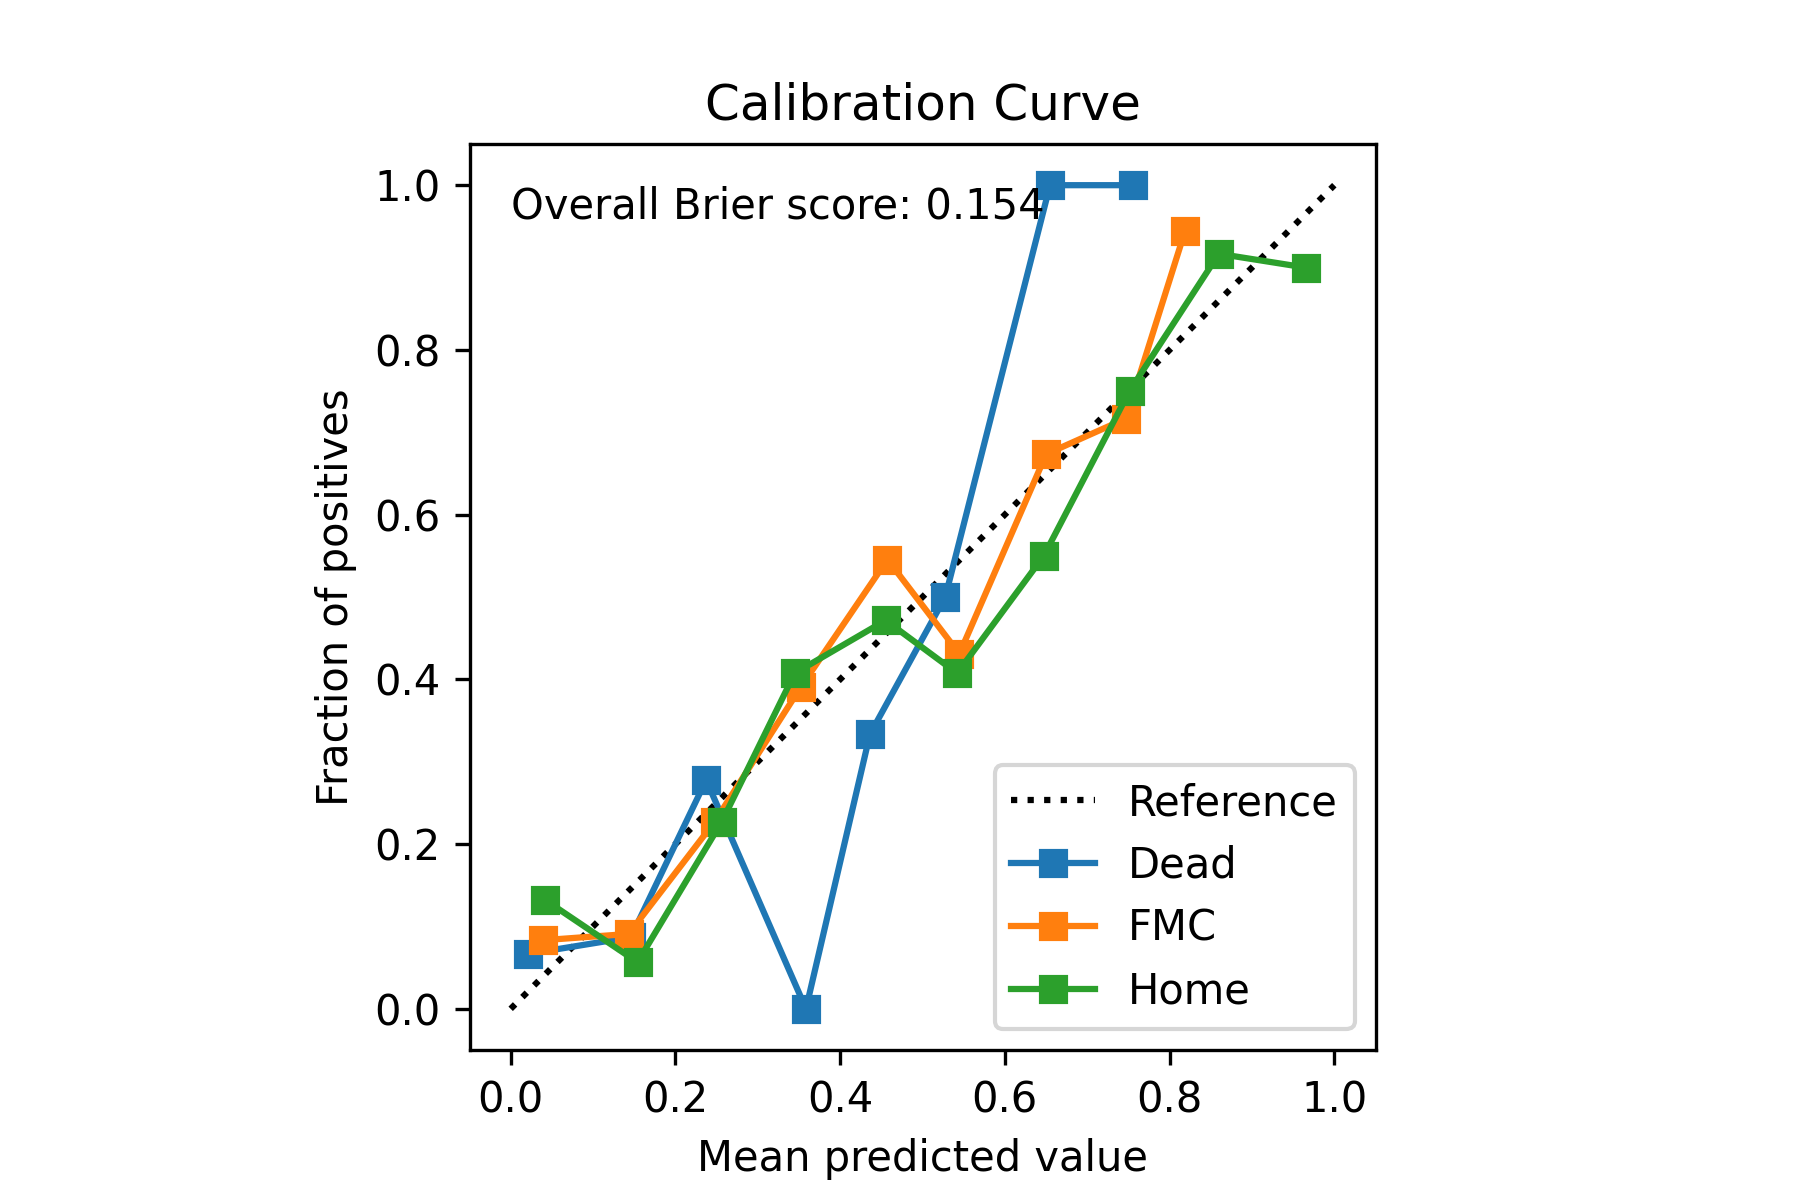 Calibration Curve
Overall Brier score: 0.154
1.0
0.8
0.6
0.4
0.2
0.0
Fraction of positives
Reference
Dead
FMC
Home
0.0 0.2 0.4 0.6 0.8 1.0
Mean predicted value